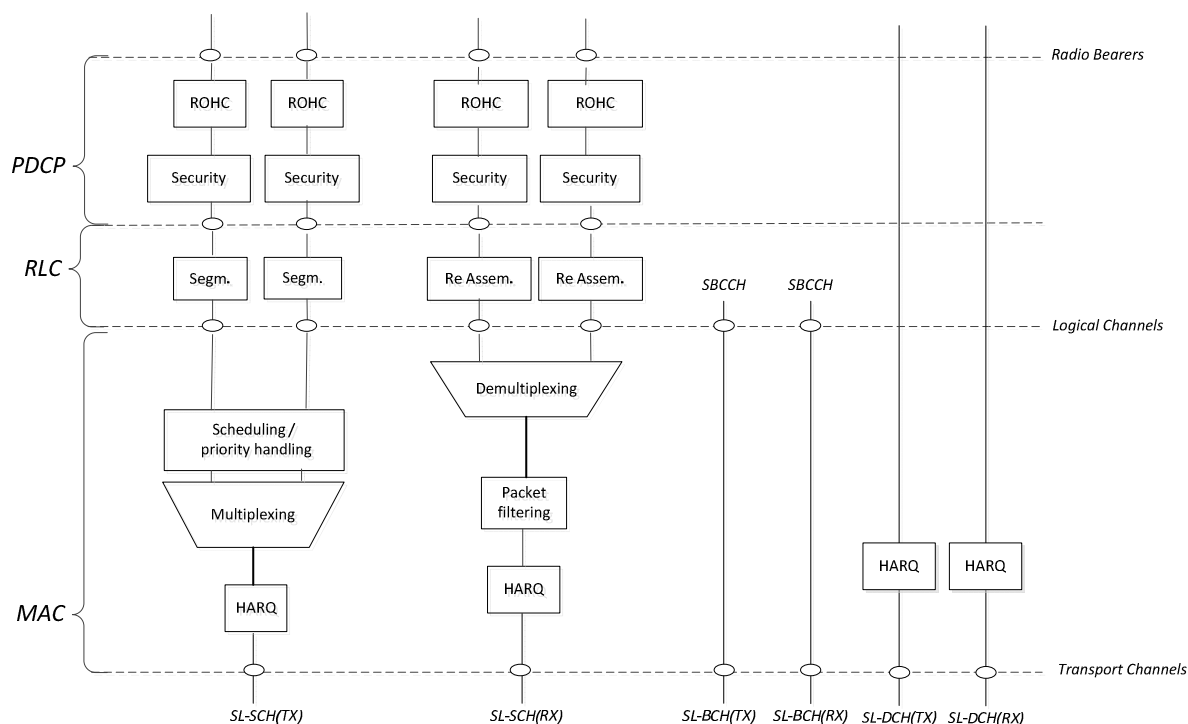 Radio Bearers
ROHC
ROHC
ROHC
ROHC
PDCP
Security
Security
Security
Security
RLC
Segm.
Segm.
Re Assem.
Re Assem.
SBCCH
SBCCH
Logical Channels
Demultiplexing
Scheduling /
priority handling
Packet
filtering
Multiplexing
HARQ
HARQ
HARQ
HARQ
MAC
Transport Channels
SL-SCH(TX)
SL-SCH(RX)
SL-BCH(TX)
SL-BCH(RX)
SL-DCH(TX)
SL-DCH(RX)